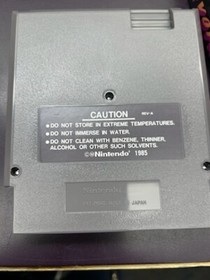 CAUTION
REV-A
•DO NOT STORE IN EXTREME TEMPERATURES.
•DO NOT IMMERSE IN WATER.
•DO NOT CLEAN WITH BENZENE, THINNER,
ALCOHOL OR OTHER SUCH SOLVENTS.
©®Nintendo® 1985
JAPAN